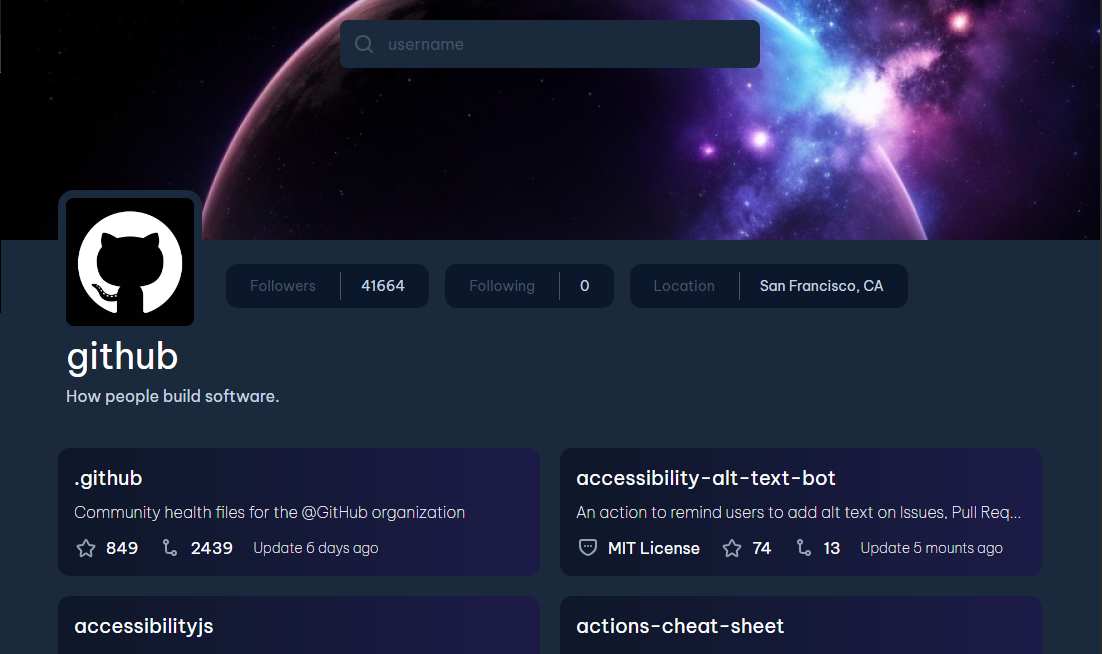 username
Followers 41664 Following 0 Location San Francisco, CA
github
How people build software.
.github
Community health files for the @GitHub organization
849 2439 Update 6 days ago
accessibility-alt-text-bot
An action to remind users to add alt text on Issues, Pull Req...
MIT License 74 13 Update 5 mounts ago
accessibilityjs
actions-cheat-sheet